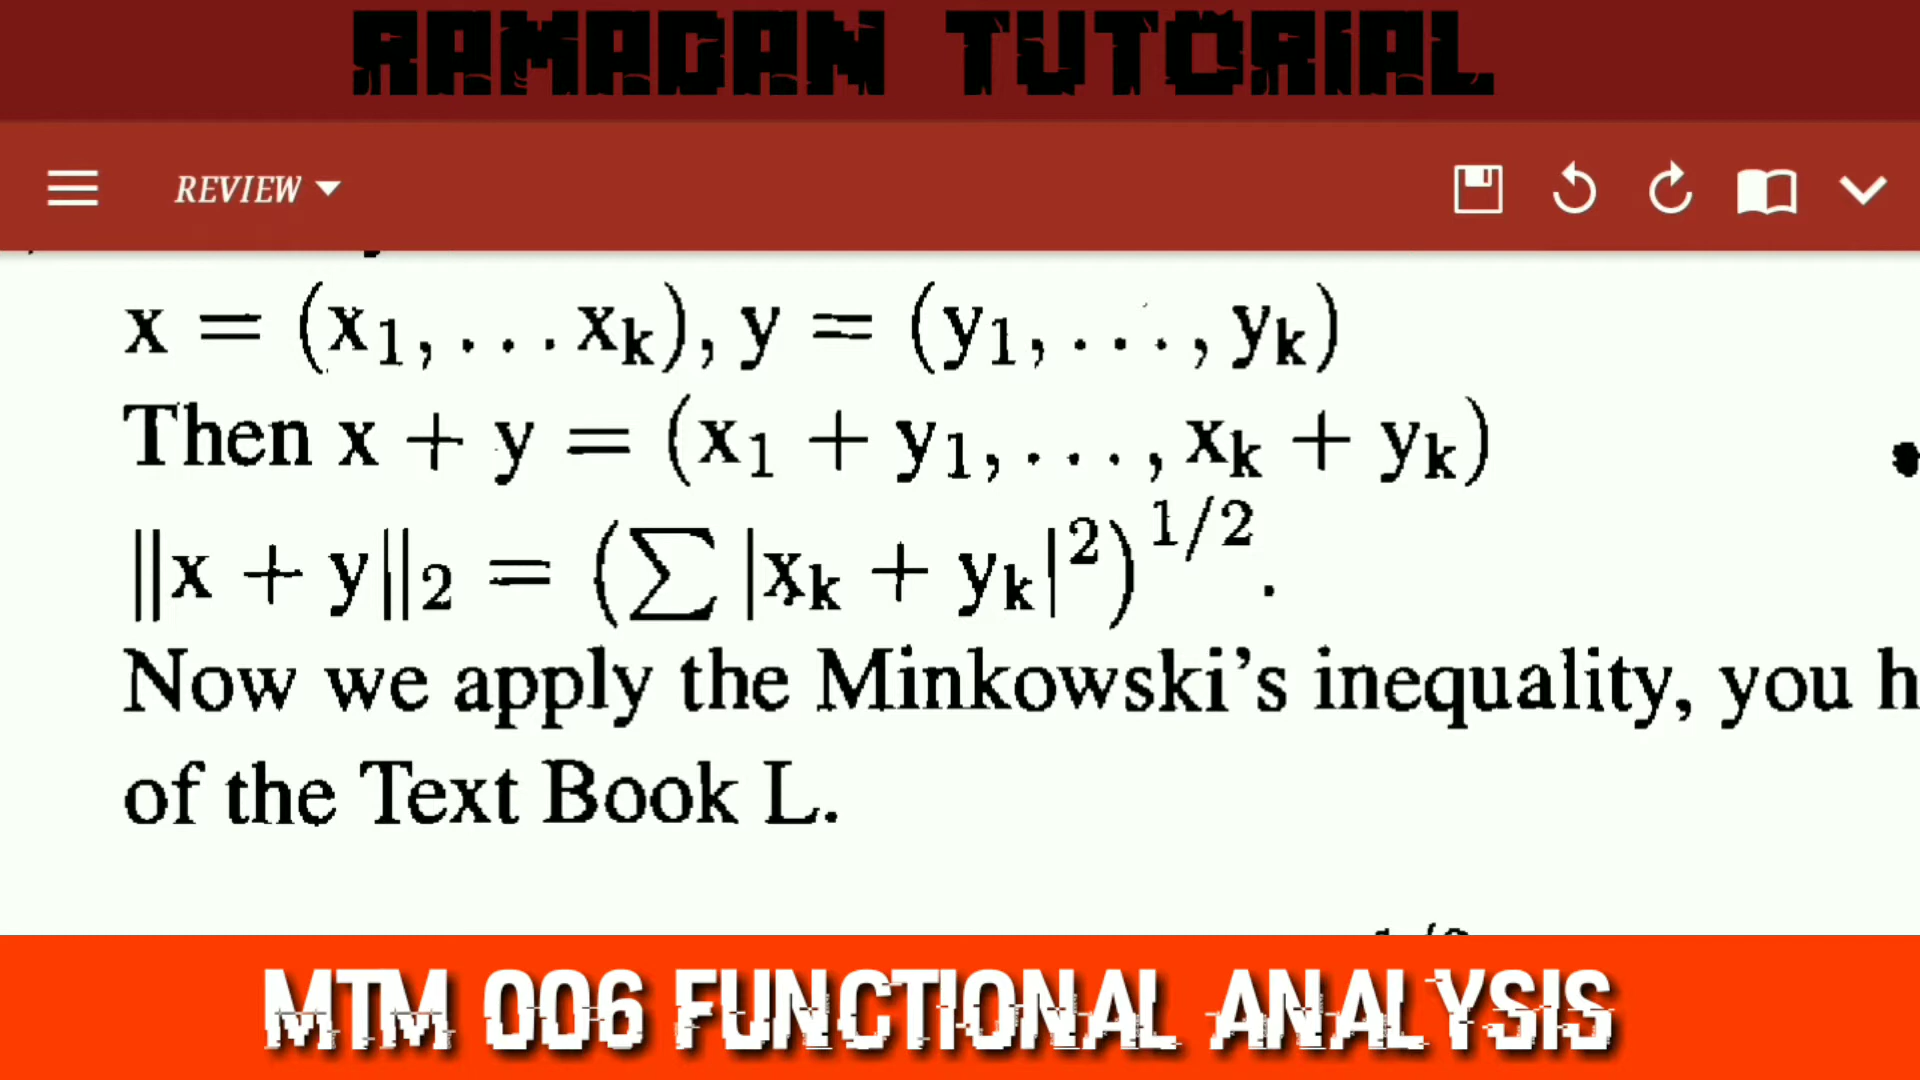 RAMADAN TUTORIAL
REVIEW
x = (x₁, . . . xₖ), y = (y₁, . . . , yₖ)
Then x + y = (x₁ + y₁, . . . , xₖ + yₖ)
‖x + y‖₂ = (∑ |xₖ + yₖ|²)^1/2 .
Now we apply the Minkowski’s inequality, you h
of the Text Book L.
MTM 006 FUNCTIONAL ANALYSIS